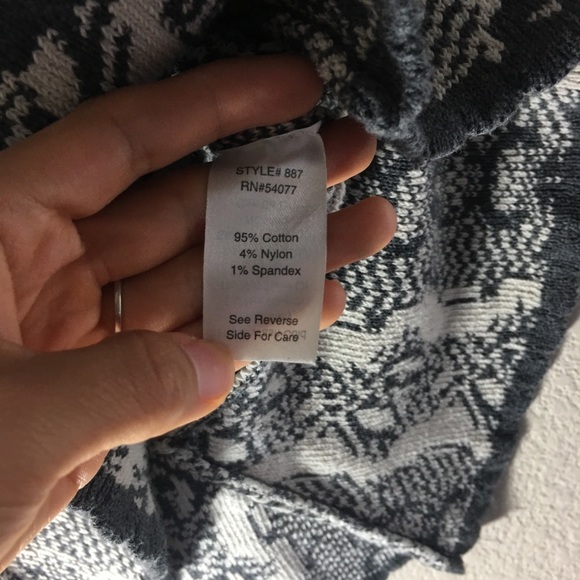 STYLE# 887
RN#54077
95% Cotton
4% Nylon
1% Spandex
See Reverse
Side For Care